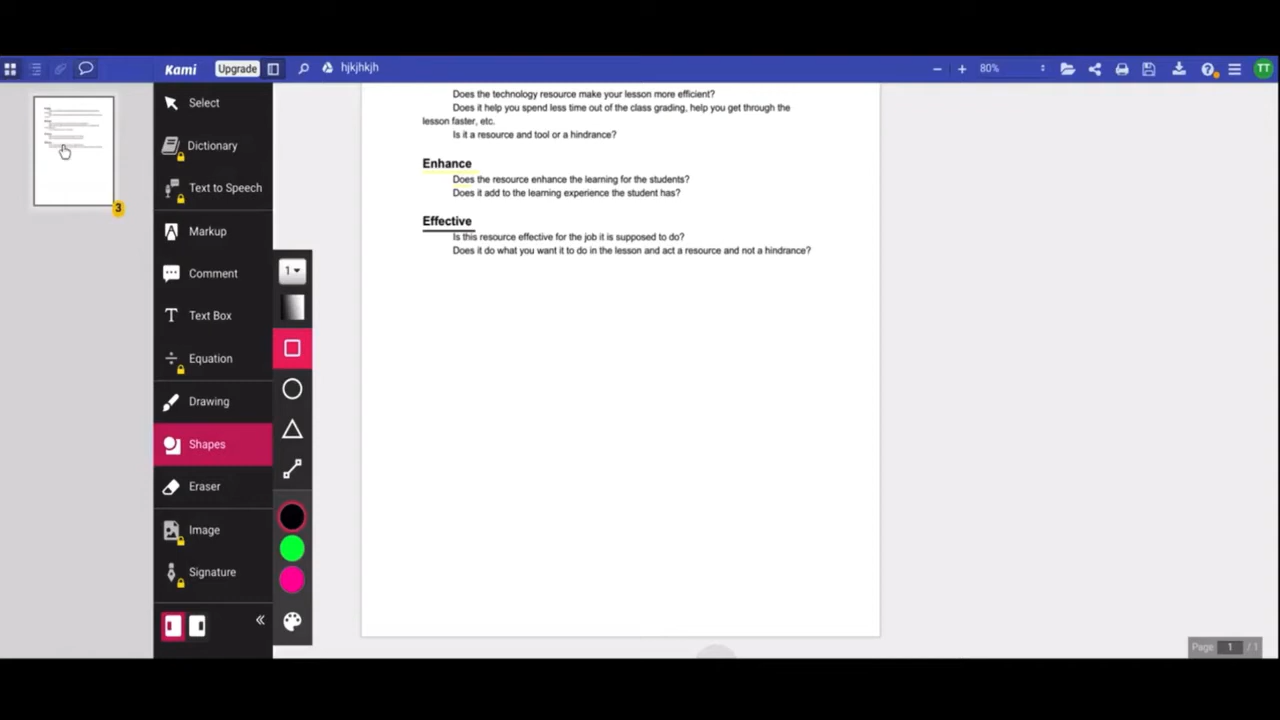 Kami
Upgrade
hjkjhkjh
80%
TT
3
Select
Dictionary
Text to Speech
Markup
Comment
Text Box
Equation
Drawing
Shapes
Eraser
Image
Signature
1
Does the technology resource make your lesson more efficient?
Does it help you spend less time out of the class grading, help you get through the
lesson faster, etc.
Is it a resource and tool or a hindrance?
Enhance
Does the resource enhance the learning for the students?
Does it add to the learning experience the student has?
Effective
Is this resource effective for the job it is supposed to do?
Does it do what you want it to do in the lesson and act a resource and not a hindrance?
Page 1 / 1